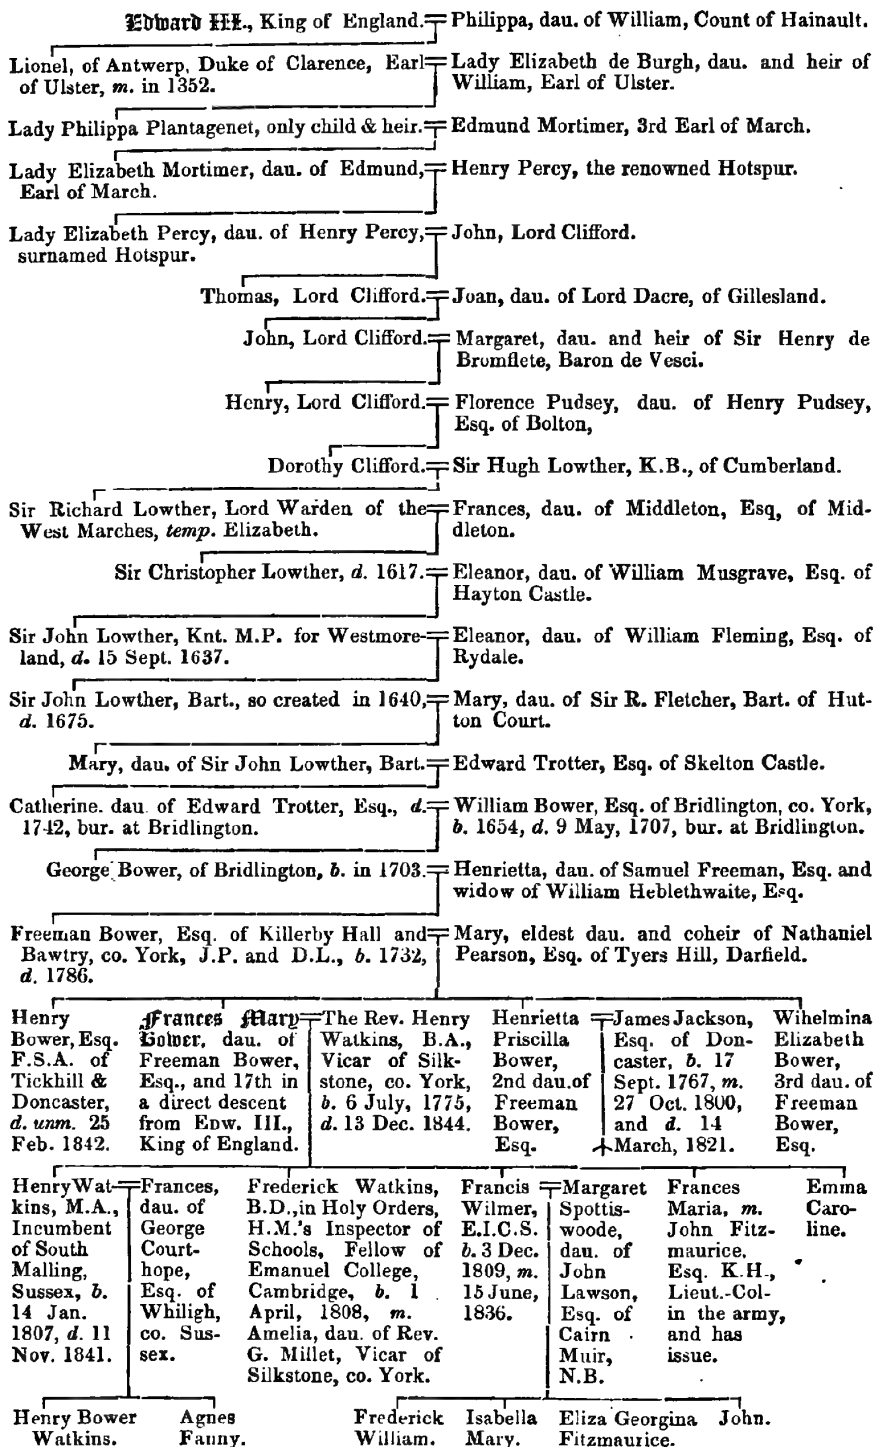 Edward III., King of England. Philippa, dau. of William, Count of Hainault.
Lionel, of Antwerp, Duke of Clarence, Earl
of Ulster, m. in 1352.
Lady Elizabeth de Burgh, dau. and heir of
William, Earl of Ulster.
Lady Philippa Plantagenet, only child & heir. Edmund Mortimer, 3rd Earl of March.
Lady Elizabeth Mortimer, dau. of Edmund,
Earl of March.
Henry Percy, the renowned Hotspur.
Lady Elizabeth Percy, dau. of Henry Percy,
surnamed Hotspur.
John, Lord Clifford.
Thomas, Lord Clifford. Joan, dau. of Lord Dacre, of Gillesland.
John, Lord Clifford. Margaret, dau. and heir of Sir Henry de
Bromflete, Baron de Vesci.
Henry, Lord Clifford. Florence Pudsey, dau. of Henry Pudsey,
Esq. of Bolton,
Dorothy Clifford. Sir Hugh Lowther, K.B., of Cumberland.
Sir Richard Lowther, Lord Warden of the
West Marches, temp. Elizabeth.
Frances, dau. of Middleton, Esq, of Mid-
dleton.
Sir Christopher Lowther, d. 1617. Eleanor, dau. of William Musgrave, Esq. of
Hayton Castle.
Sir John Lowther, Knt. M.P. for Westmore-
land, d. 15 Sept. 1637.
Eleanor, dau. of William Fleming, Esq. of
Rydale.
Sir John Lowther, Bart., so created in 1640,
d. 1675.
Mary, dau. of Sir R. Fletcher, Bart. of Hut-
ton Court.
Mary, dau. of Sir John Lowther, Bart. Edward Trotter, Esq. of Skelton Castle.
Catherine. dau. of Edward Trotter, Esq., d.
1742, bur. at Bridlington.
William Bower, Esq. of Bridlington, co. York,
b. 1654, d. 9 May, 1707, bur. at Bridlington.
George Bower, of Bridlington, b. in 1703. Henrietta, dau. of Samuel Freeman, Esq. and
widow of William Heblethwaite, Esq.
Freeman Bower, Esq. of Killerby Hall and
Bawtry, co. York, J.P. and D.L., b. 1732,
d. 1786.
Mary, eldest dau. and coheir of Nathaniel
Pearson, Esq. of Tyers Hill, Darfield.
Henry
Bower, Esq.
F.S.A. of
Tickhill &
Doncaster,
d. unm. 25
Feb. 1842.
Frances Mary
Bower, dau. of
Freeman Bower,
Esq., and 17th in
a direct descent
from Edw. III.,
King of England.
The Rev. Henry
Watkins, B.A.,
Vicar of Silk-
stone, co. York,
b. 6 July, 1775,
d. 13 Dec. 1844.
Henrietta
Priscilla
Bower,
2nd dau. of
Freeman
Bower,
Esq.
James Jackson,
Esq. of Don-
caster, b. 17
Sept. 1767, m.
27 Oct. 1800,
and d. 14
March, 1821.
Wihelmina
Elizabeth
Bower,
3rd dau. of
Freeman
Bower,
Esq.
Henry Wat-
kins, M.A.,
Incumbent
of South
Malling,
Sussex, b.
14 Jan.
1807, d. 11
Nov. 1841.
Frances,
dau. of
George
Court-
hope,
Esq. of
Whiligh,
co. Sus-
sex.
Frederick Watkins,
B.D., in Holy Orders,
H.M.'s Inspector of
Schools, Fellow of
Emanuel College,
Cambridge, b. 1
April, 1808, m.
Amelia, dau. of Rev.
G. Millet, Vicar of
Silkstone, co. York.
Francis
Wilmer,
E.I.C.S.
b. 3 Dec.
1809, m.
15 June,
1836.
Margaret
Spottis-
woode,
dau. of
John
Lawson,
Esq. of
Cairn
Muir,
N.B.
Frances
Maria, m.
John Fitz-
maurice,
Esq. K.H.,
Lieut.-Col-
in the army,
and has
issue.
Emma
Caro-
line.
Henry Bower
Watkins.
Agnes
Fanny.
Frederick
William.
Isabella
Mary.
Eliza Georgina
Fitzmaurice.
John.